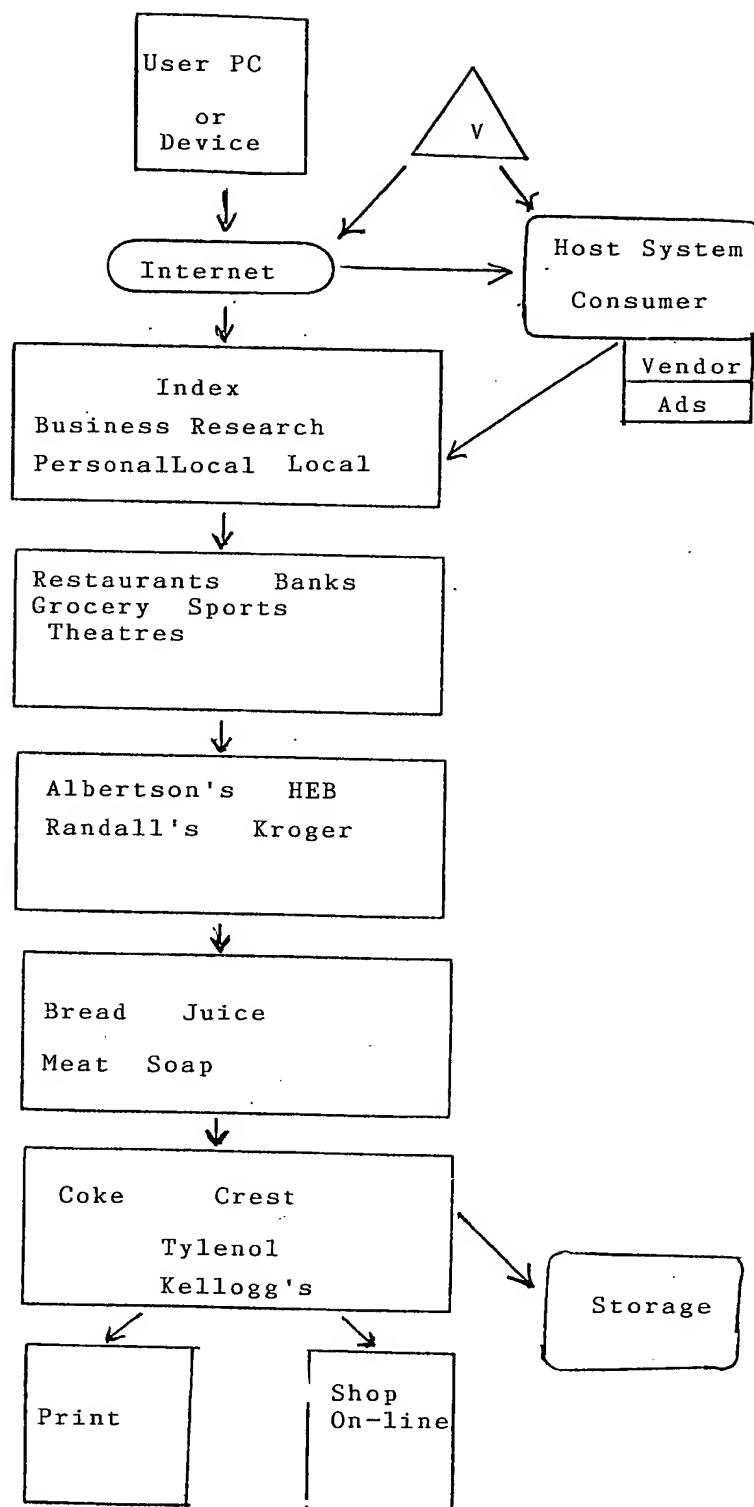 User PC
or
Device
V
Internet
Host System
Consumer
Vendor
Ads
Index
Business Research
PersonalLocal Local
Restaurants Banks
Grocery Sports
Theatres
Albertson's HEB
Randall's Kroger
Bread Juice
Meat Soap
Coke Crest
Tylenol
Kellogg's
Storage
Print
Shop
On-line